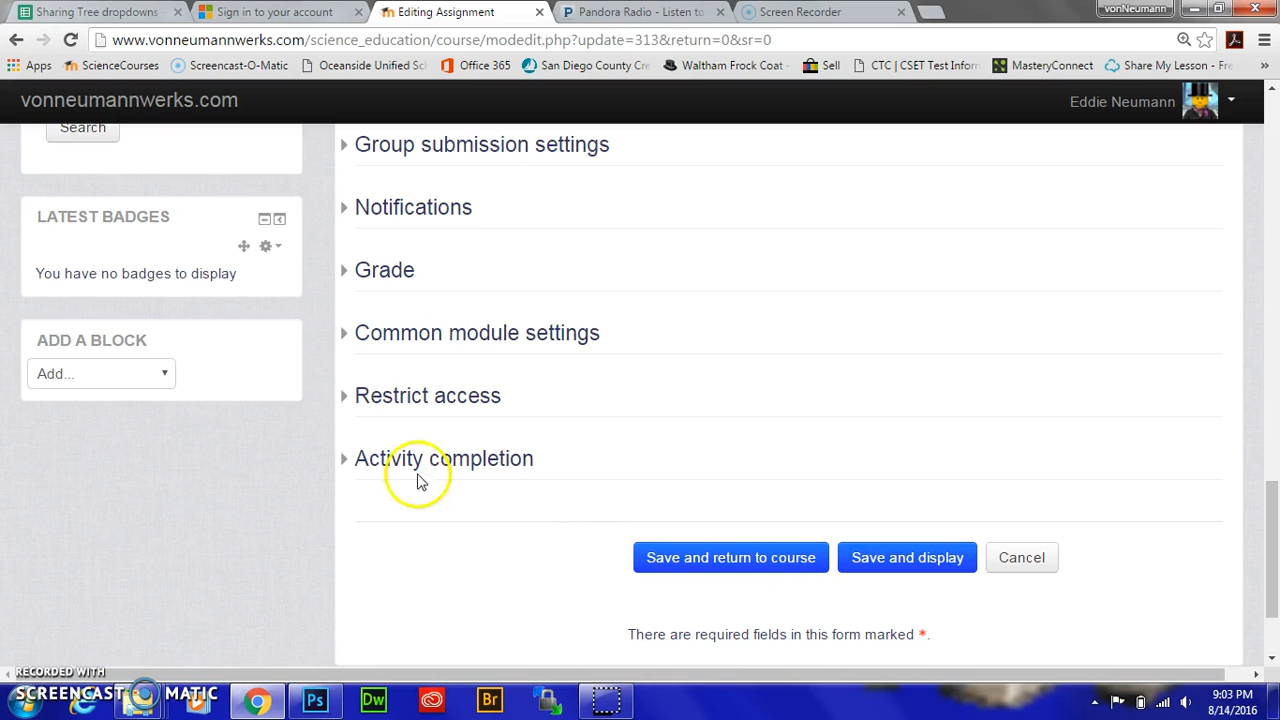 Sharing Tree dropdowns
Sign in to your account
Editing Assignment
Pandora Radio - Listen to
Screen Recorder
vonNeumann
www.vonneumannwerks.com/science_education/course/modedit.php?update=313&return=0&sr=0
Apps
ScienceCourses
Screencast-O-Matic
Oceanside Unified Sc
Office 365
San Diego County Cre
Waltham Frock Coat -
Sell
CTC | CSET Test Inform
MasteryConnect
Share My Lesson - Fre
»
vonneumannwerks.com
Eddie Neumann
Search
Group submission settings
LATEST BADGES
Notifications
You have no badges to display
Grade
ADD A BLOCK
Common module settings
Add...
Restrict access
Activity completion
Save and return to course
Save and display
Cancel
There are required fields in this form marked *.
RECORDED WITH
SCREENCAST MATIC
Ps
Dw
Br
9:03 PM
8/14/2016